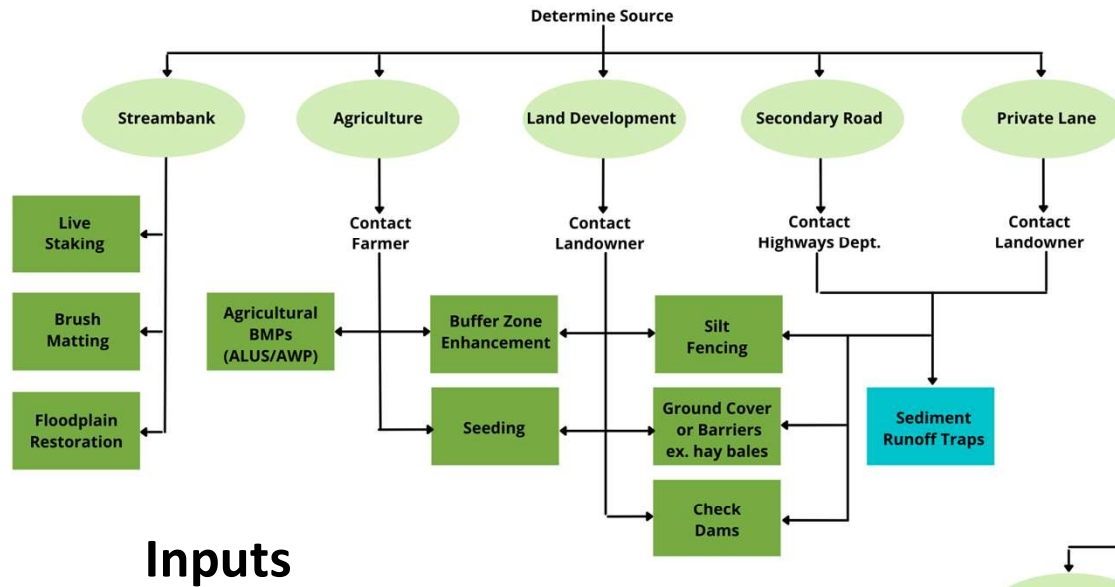 Determine Source
Streambank
Agriculture
Land Development
Secondary Road
Private Lane
Contact
Farmer
Contact
Landowner
Contact
Highways Dept.
Contact
Landowner
Live
Staking
Brush
Matting
Floodplain
Restoration
Agricultural
BMPs
(ALUS/AWP)
Buffer Zone
Enhancement
Silt
Fencing
Seeding
Ground Cover
or Barriers
ex. hay bales
Sediment
Runoff Traps
Check
Dams
Inputs